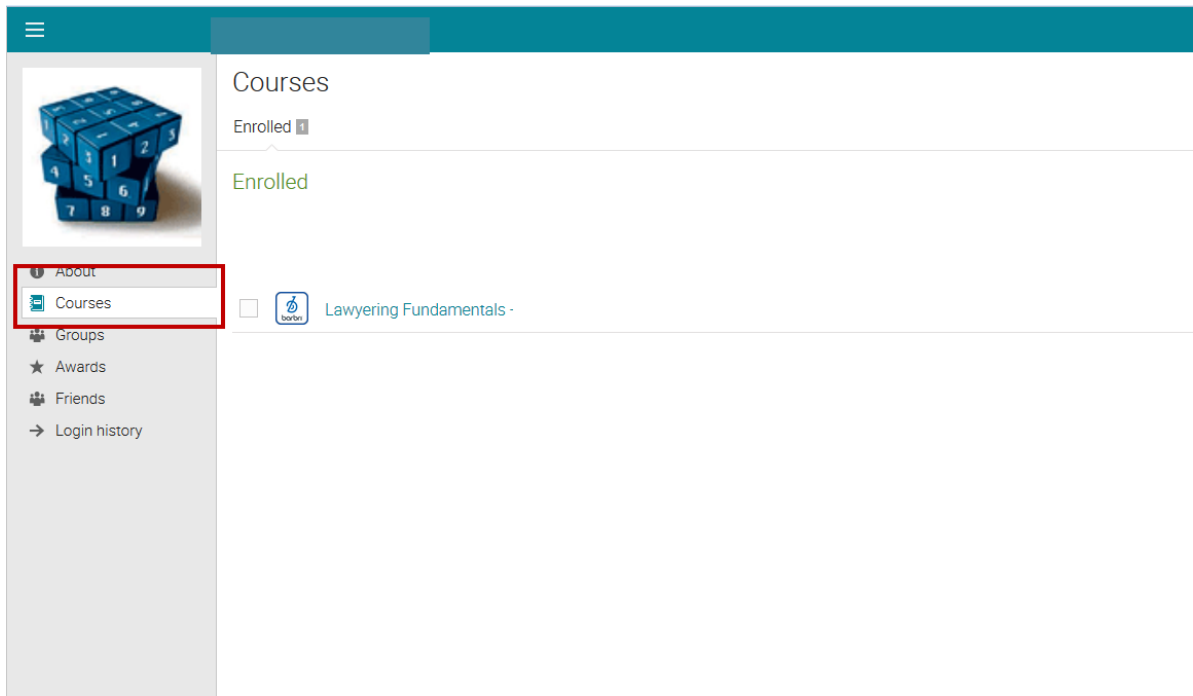 Courses
Enrolled 1
Enrolled
About
Courses
Groups
Awards
Friends
Login history
barbri
Lawyering Fundamentals -
1 2 3
4 5 6
7 8 9